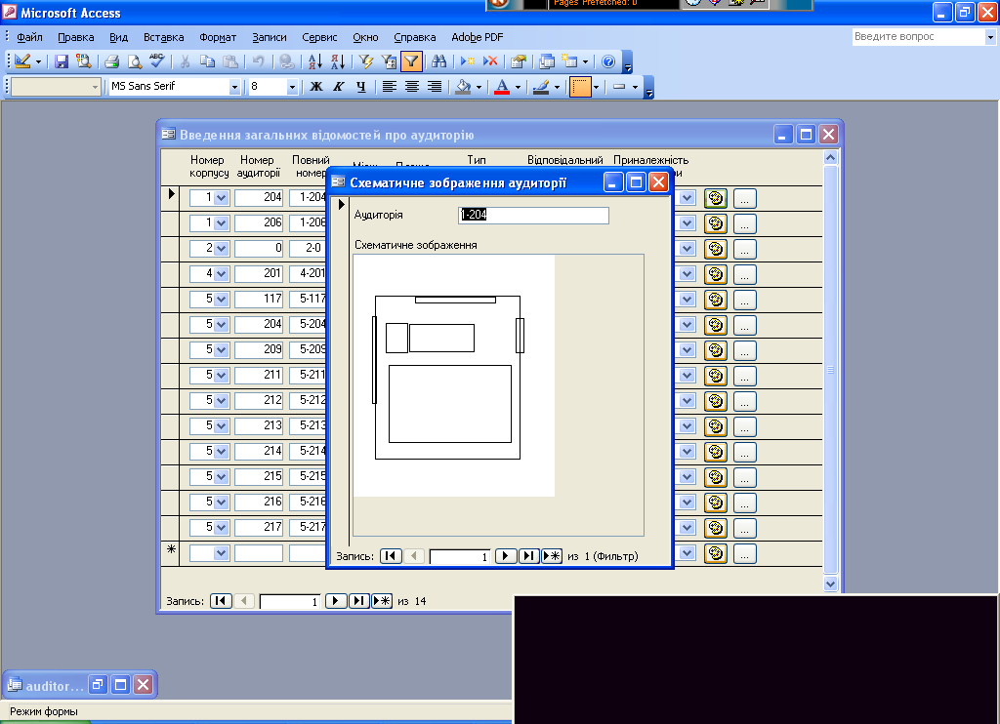 Pages Prefetched: 0
Microsoft Access
Файл Правка Вид Вставка Формат Записи Сервис Окно Справка Adobe PDF
Введите вопрос
MS Sans Serif 8 Ж К Ч
Введення загальних відомостей про аудиторію
Номер корпусу Номер аудиторії Повний номер Тип Відповідальний Приналежність
Схематичне зображення аудиторії
1 204 1-204 ...
Аудиторія 1-204
1 206 1-206 ...
Схематичне зображення
2 0 2-0 ...
4 201 4-201 ...
5 117 5-117 ...
5 204 5-204 ...
5 209 5-209 ...
5 211 5-211 ...
5 212 5-212 ...
5 213 5-213 ...
5 214 5-214 ...
5 215 5-215 ...
5 216 5-216 ...
5 217 5-217 ...
...
Запись: 1 из 1 (Фильтр)
Запись: 1 из 14
auditor...
Режим формы